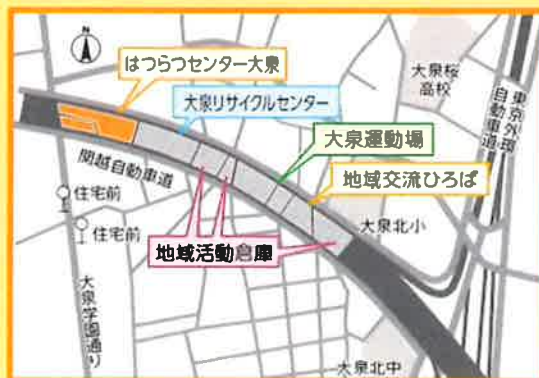 N
はつらつセンター大泉
大泉桜
高校
大泉リサイクルセンター
東京外環
自動車道
大泉運動場
関越自動車道
地域交流ひろば
住宅前
大泉北小
住宅前
地域活動倉庫
大泉学園通り
大泉北中